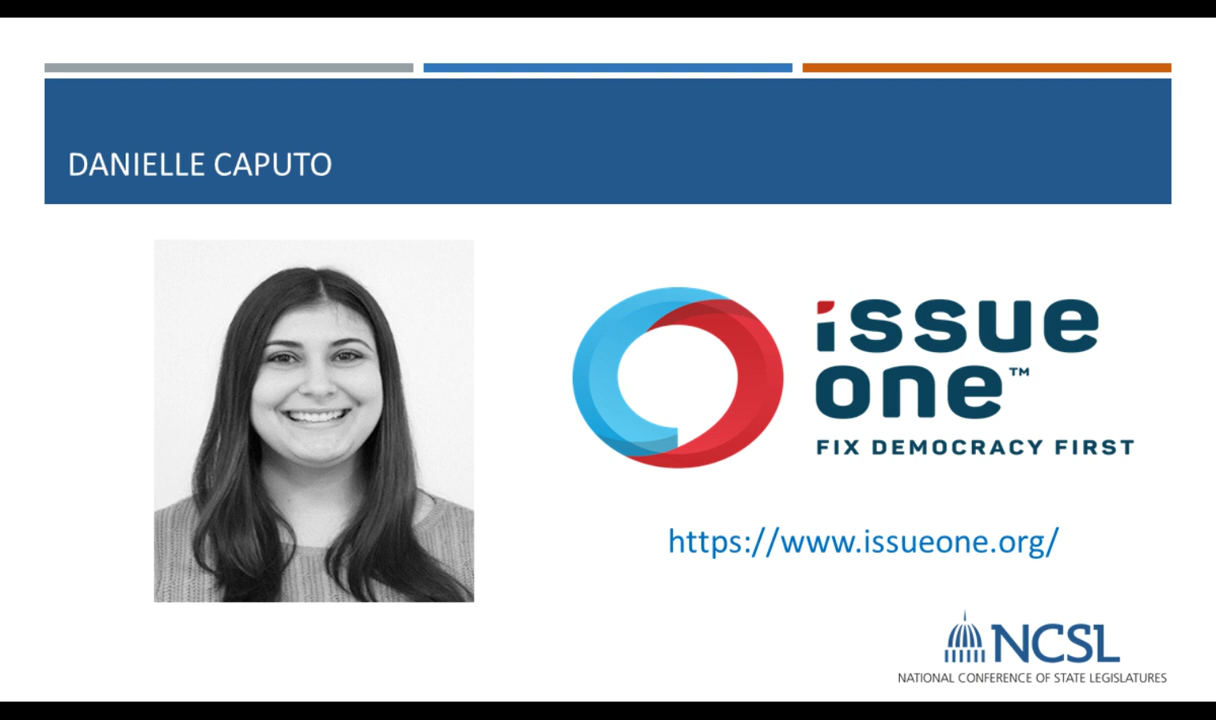 DANIELLE CAPUTO
issue
one™
FIX DEMOCRACY FIRST
https://www.issueone.org/
NCSL
NATIONAL CONFERENCE OF STATE LEGISLATURES